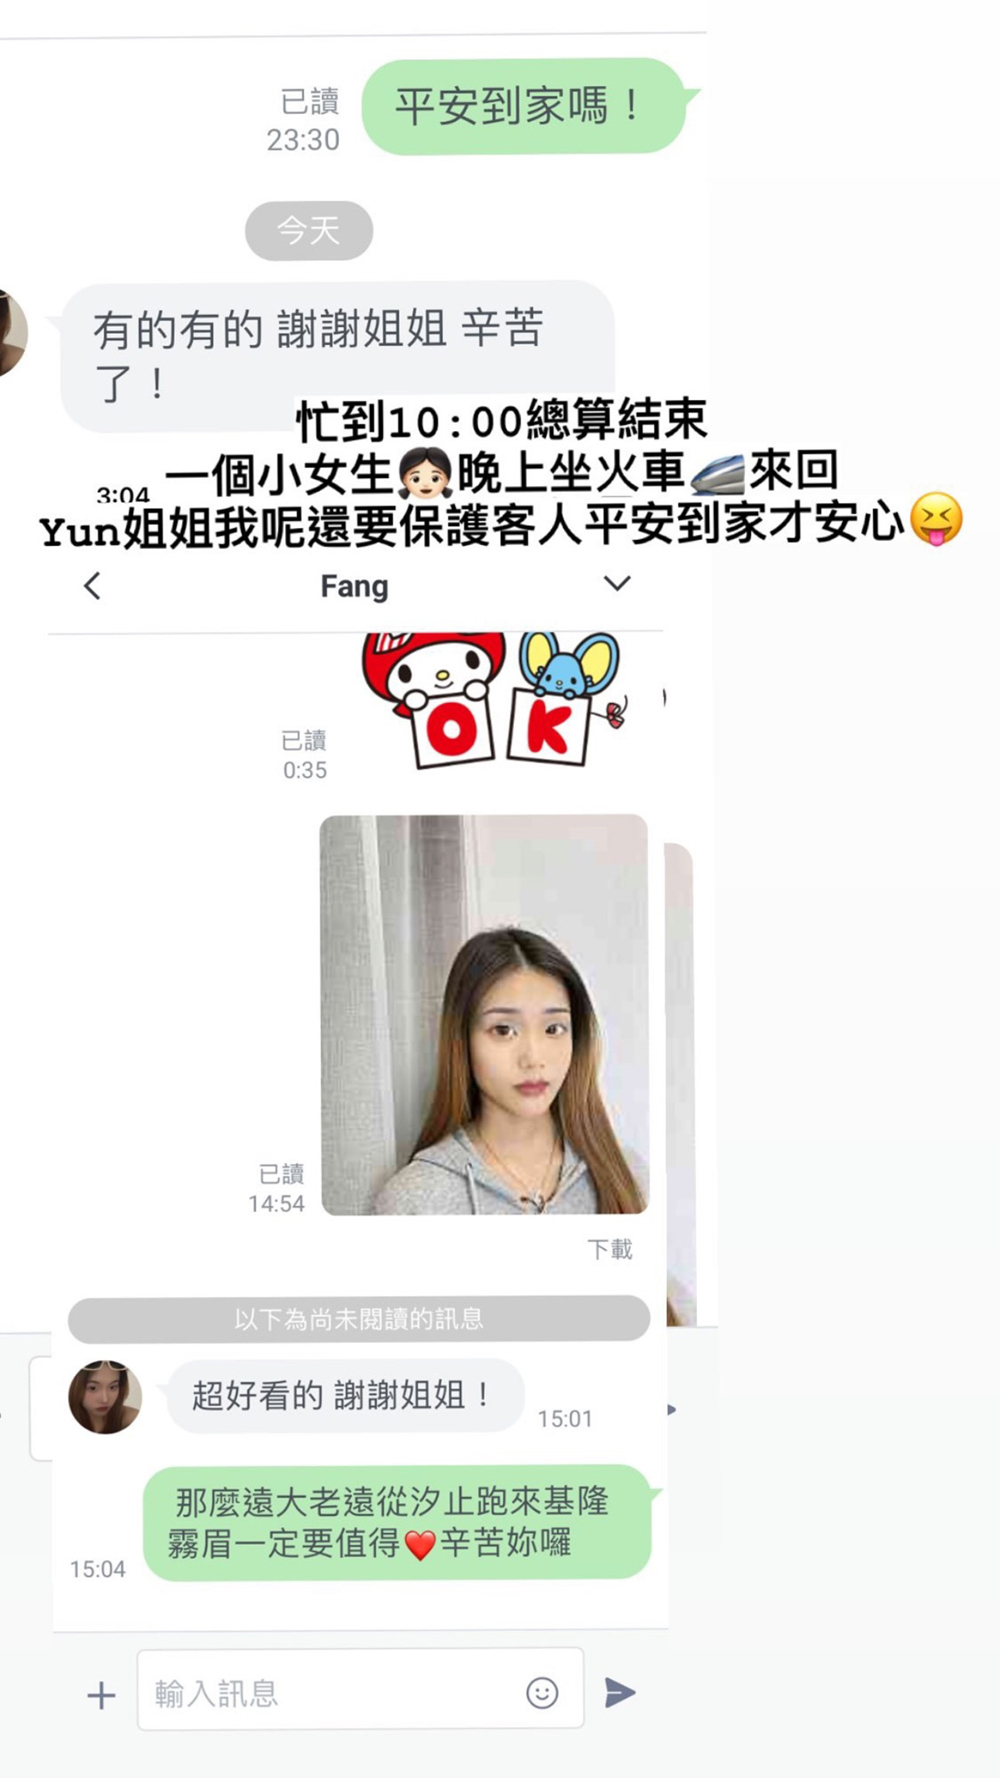 已讀
23:30
平安到家嗎！
今天
有的有的 謝謝姐姐 辛苦
了！
忙到10:00總算結束
一個小女生👧🏻晚上坐火車🚄來回
3:04
Yun姐姐我呢還要保護客人平安到家才安心😝
Fang
O K
已讀
0:35
已讀
14:54
下載
以下為尚未閱讀的訊息
超好看的 謝謝姐姐！
15:01
那麼遠大老遠從汐止跑來基隆
霧眉一定要值得❤️辛苦妳囉
15:04
輸入訊息